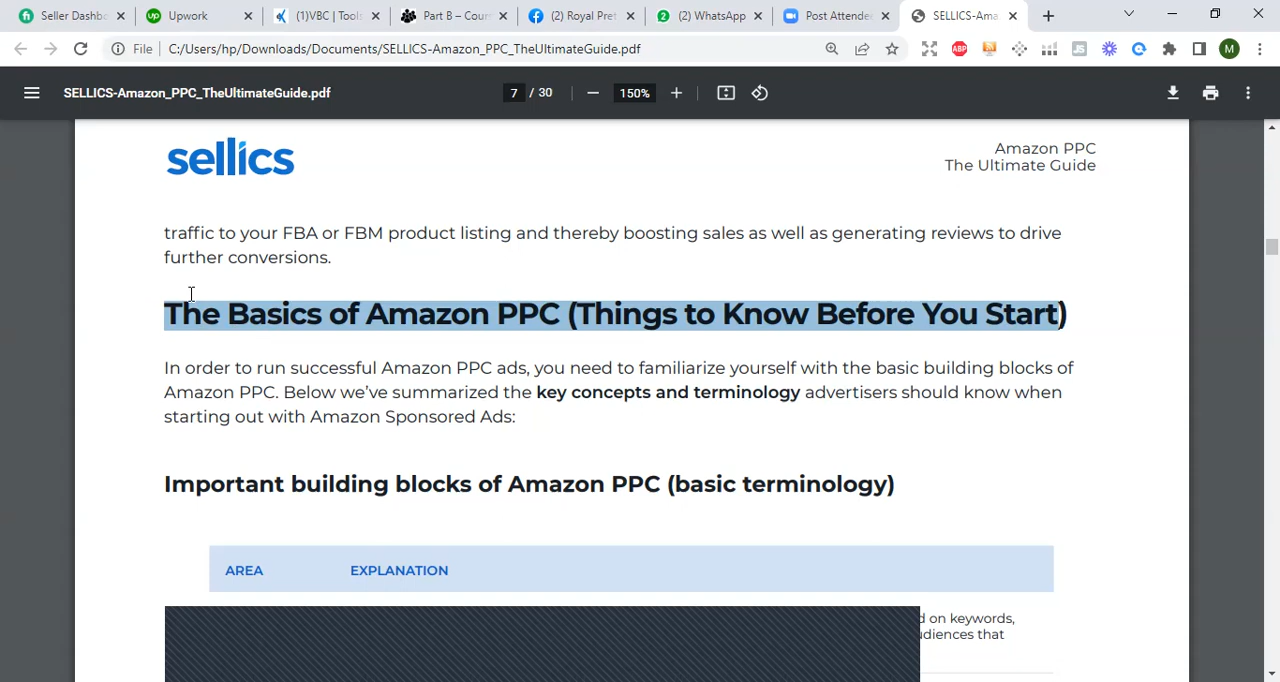 Seller Dashb
Upwork
(1)VBC | Tools
Part B – Cour
(2) Royal Pret
(2) WhatsApp
Post Attende
SELLICS-Ama
File
C:/Users/hp/Downloads/Documents/SELLICS-Amazon_PPC_TheUltimateGuide.pdf
ABP
JS
M
SELLICS-Amazon_PPC_TheUltimateGuide.pdf
7 / 30
150%
sellics
Amazon PPC
The Ultimate Guide
traffic to your FBA or FBM product listing and thereby boosting sales as well as generating reviews to drive
further conversions.
The Basics of Amazon PPC (Things to Know Before You Start)
In order to run successful Amazon PPC ads, you need to familiarize yourself with the basic building blocks of
Amazon PPC. Below we've summarized the key concepts and terminology advertisers should know when
starting out with Amazon Sponsored Ads:
Important building blocks of Amazon PPC (basic terminology)
AREA
EXPLANATION
on keywords,
that